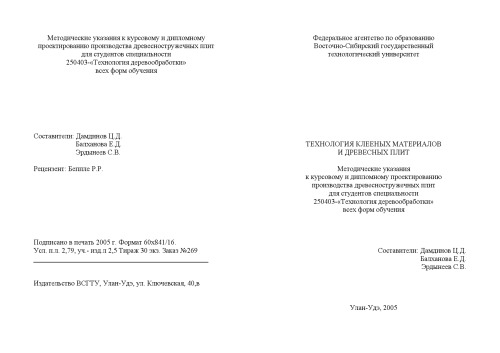 Методические указания к курсовому и дипломному
проектированию производства древесностружечных плит
для студентов специальности
250403-«Технология деревообработки»
всех форм обучения
Составители: Дамдинов Ц.Д.
Балханова Е.Д.
Эрдынеев С.В.
Рецензент: Беппле Р.Р.
Подписано в печать 2005 г. Формат 60х841/16.
Усл. п.л. 2,79, уч.- изд.л 2,5 Тираж 30 экз. Заказ №269
Издательство ВСГТУ, Улан-Удэ, ул. Ключевская, 40,в
Федеральное агентство по образованию
Восточно-Сибирский государственный
технологический университет
ТЕХНОЛОГИЯ КЛЕЕНЫХ МАТЕРИАЛОВ
И ДРЕВЕСНЫХ ПЛИТ
Методические указания
к курсовому и дипломному проектированию
производства древесностружечных плит
для студентов специальности
250403-«Технология деревообработки»
всех форм обучения
Составители: Дамдинов Ц.Д.
Балханова Е.Д.
Эрдынеев С.В.
Улан-Удэ, 2005